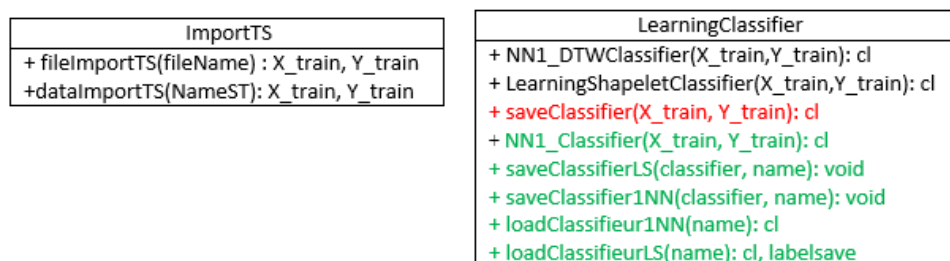 ImportTS
+ fileImportTS(fileName) : X_train, Y_train
+dataImportTS(NameST): X_train, Y_train
LearningClassifier
+ NN1_DTWClassifier(X_train,Y_train): cl
+ LearningShapeletClassifier(X_train,Y_train): cl
+ saveClassifier(X_train, Y_train): cl
+ NN1_Classifier(X_train, Y_train): cl
+ saveClassifierLS(classifier, name): void
+ saveClassifier1NN(classifier, name): void
+ loadClassifieur1NN(name): cl
+ loadClassifieurLS(name): cl, labelsave